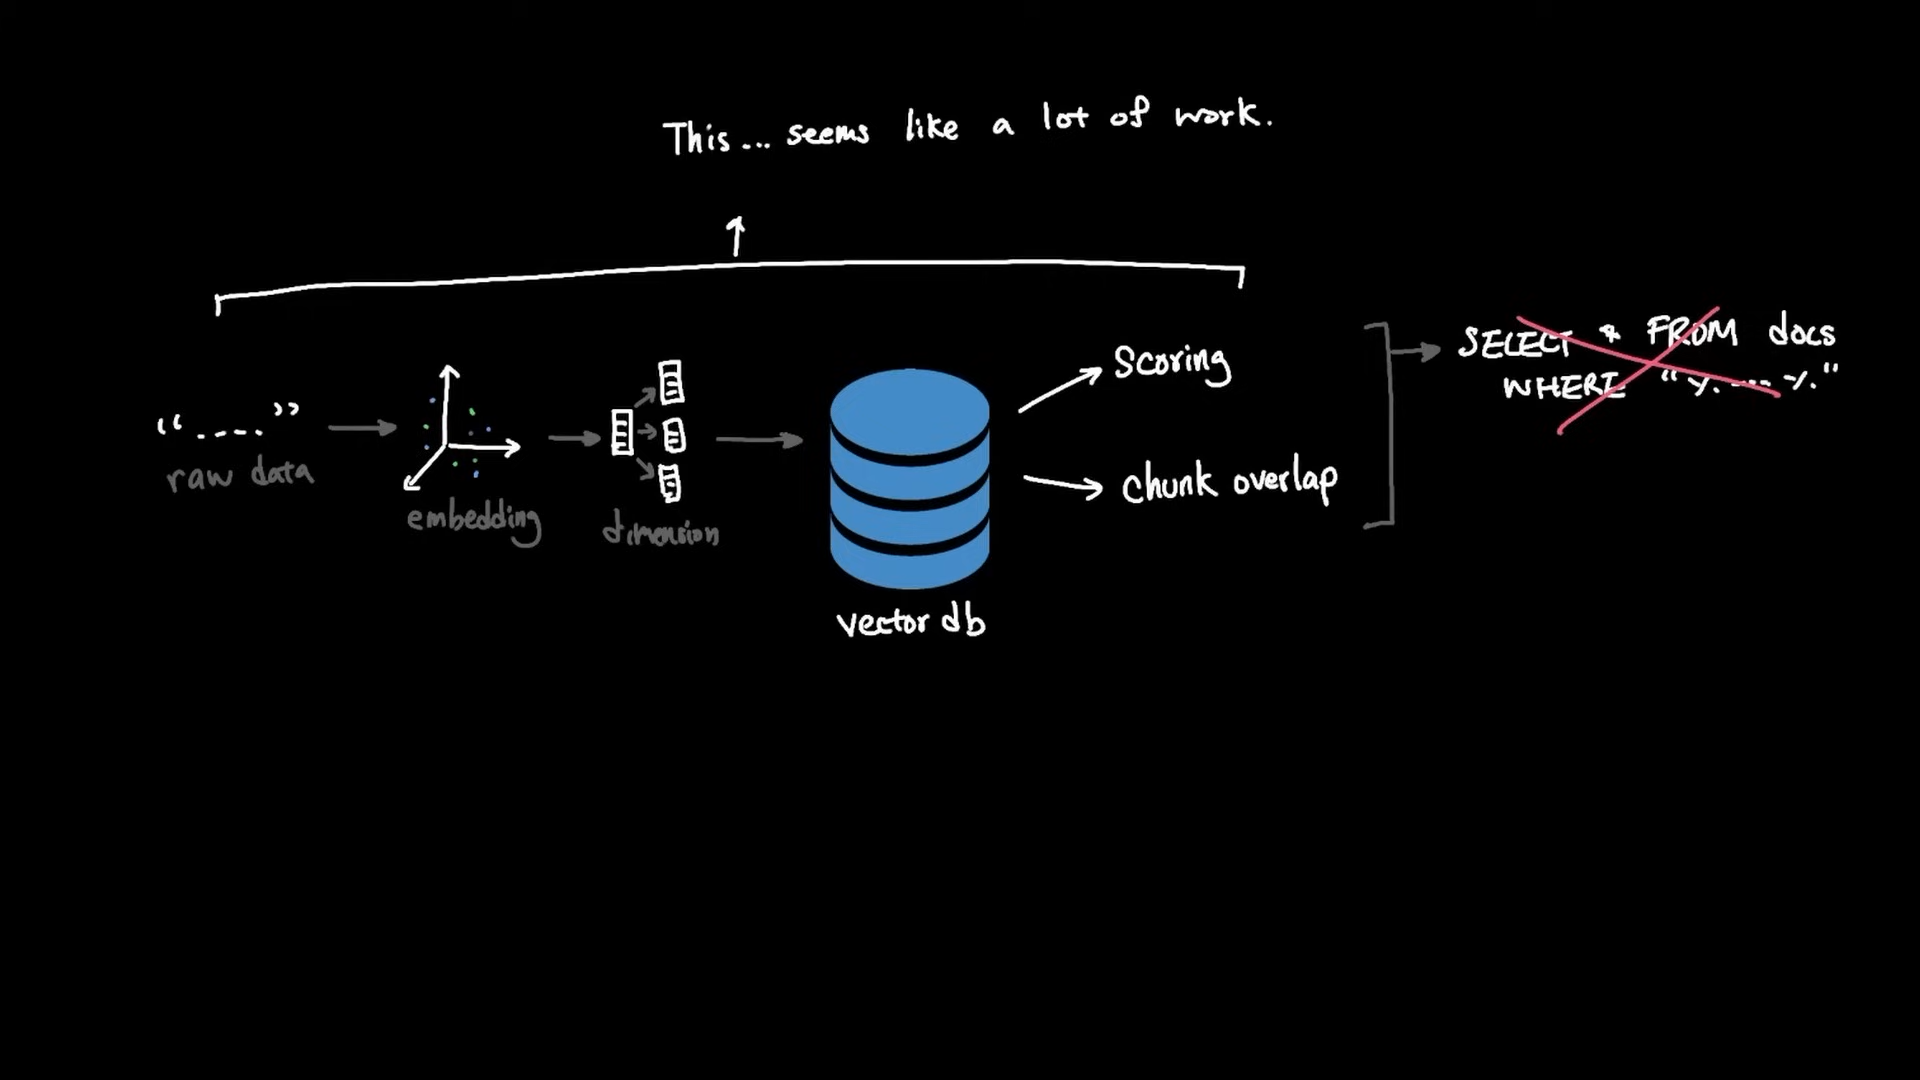 This... seems like a lot of work.
SELECT * FROM docs
WHERE "%.---%."
Scoring
"....."
raw data
embedding
dimension
chunk overlap
vector db